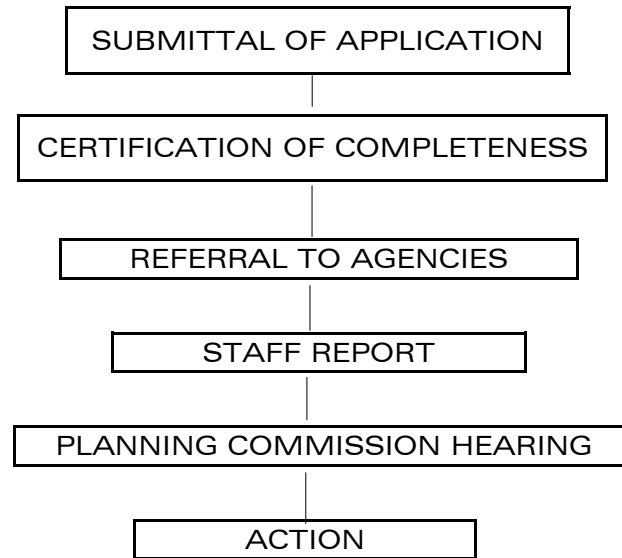 SUBMITTAL OF APPLICATION
CERTIFICATION OF COMPLETENESS
REFERRAL TO AGENCIES
STAFF REPORT
PLANNING COMMISSION HEARING
ACTION